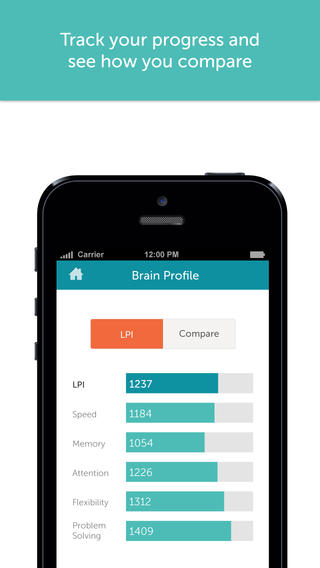 Track your progress and
see how you compare
Carrier 12:00 PM
Brain Profile
LPI Compare
LPI 1237
Speed 1184
Memory 1054
Attention 1226
Flexibility 1312
Problem
Solving 1409